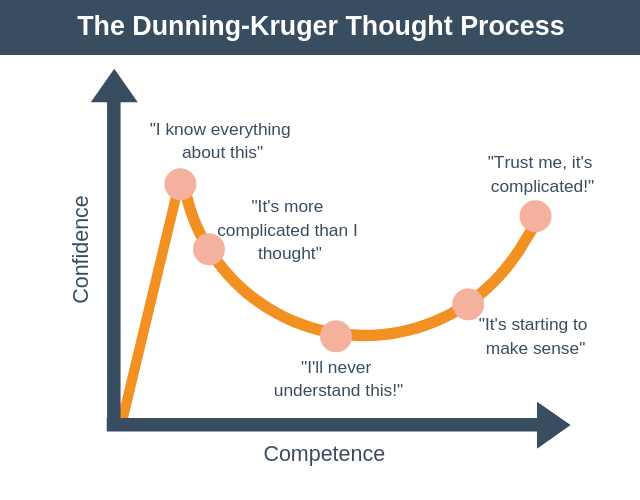 The Dunning-Kruger Thought Process
"I know everything
about this"
"Trust me, it's
complicated!"
"It's more
complicated than I
thought"
Confidence
"It's starting to
make sense"
"I'll never
understand this!"
Competence